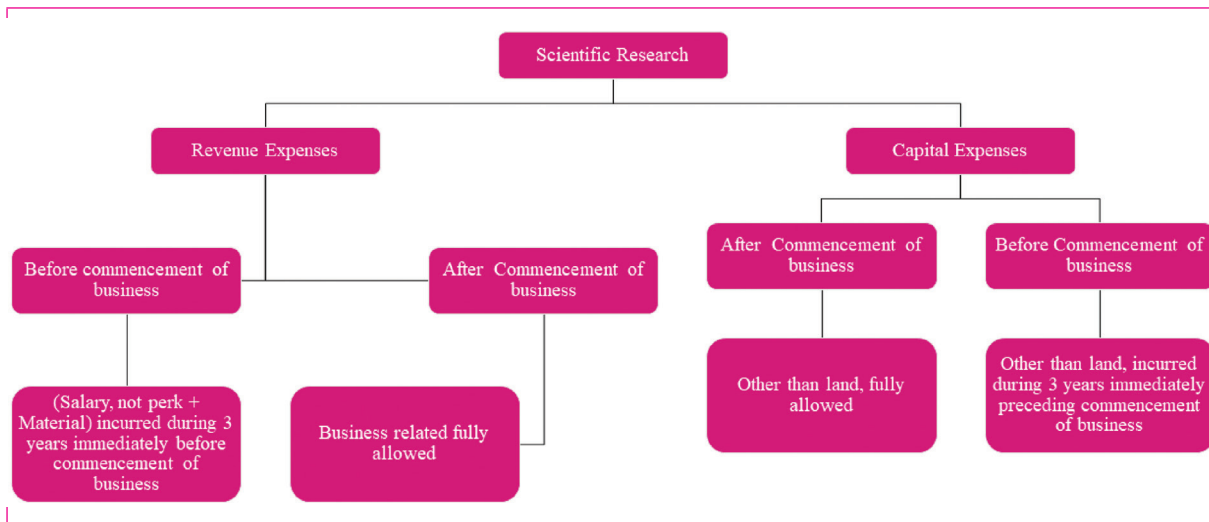 Scientific Research
Revenue Expenses
Capital Expenses
Before commencement of
business
After Commencement of
business
After Commencement of
business
Before Commencement of
business
(Salary, not perk +
Material) incurred during 3
years immediately before
commencement of
business
Business related fully
allowed
Other than land, fully
allowed
Other than land, incurred
during 3 years immediately
preceding commencement
of business